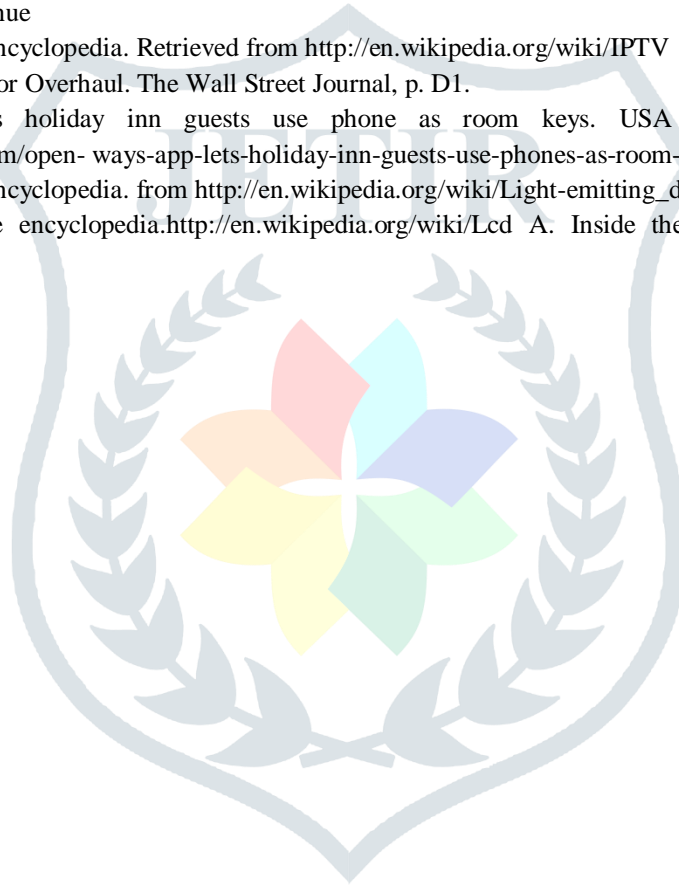 nue
ncyclopedia. Retrieved from http://en.wikipedia.org/wiki/IPTV
or Overhaul. The Wall Street Journal, p. D1.
s holiday inn guests use phone as room keys. USA
m/open- ways-app-lets-holiday-inn-guests-use-phones-as-room-
ncyclopedia. from http://en.wikipedia.org/wiki/Light-emitting_d
e encyclopedia.http://en.wikipedia.org/wiki/Lcd A. Inside the
JETIR